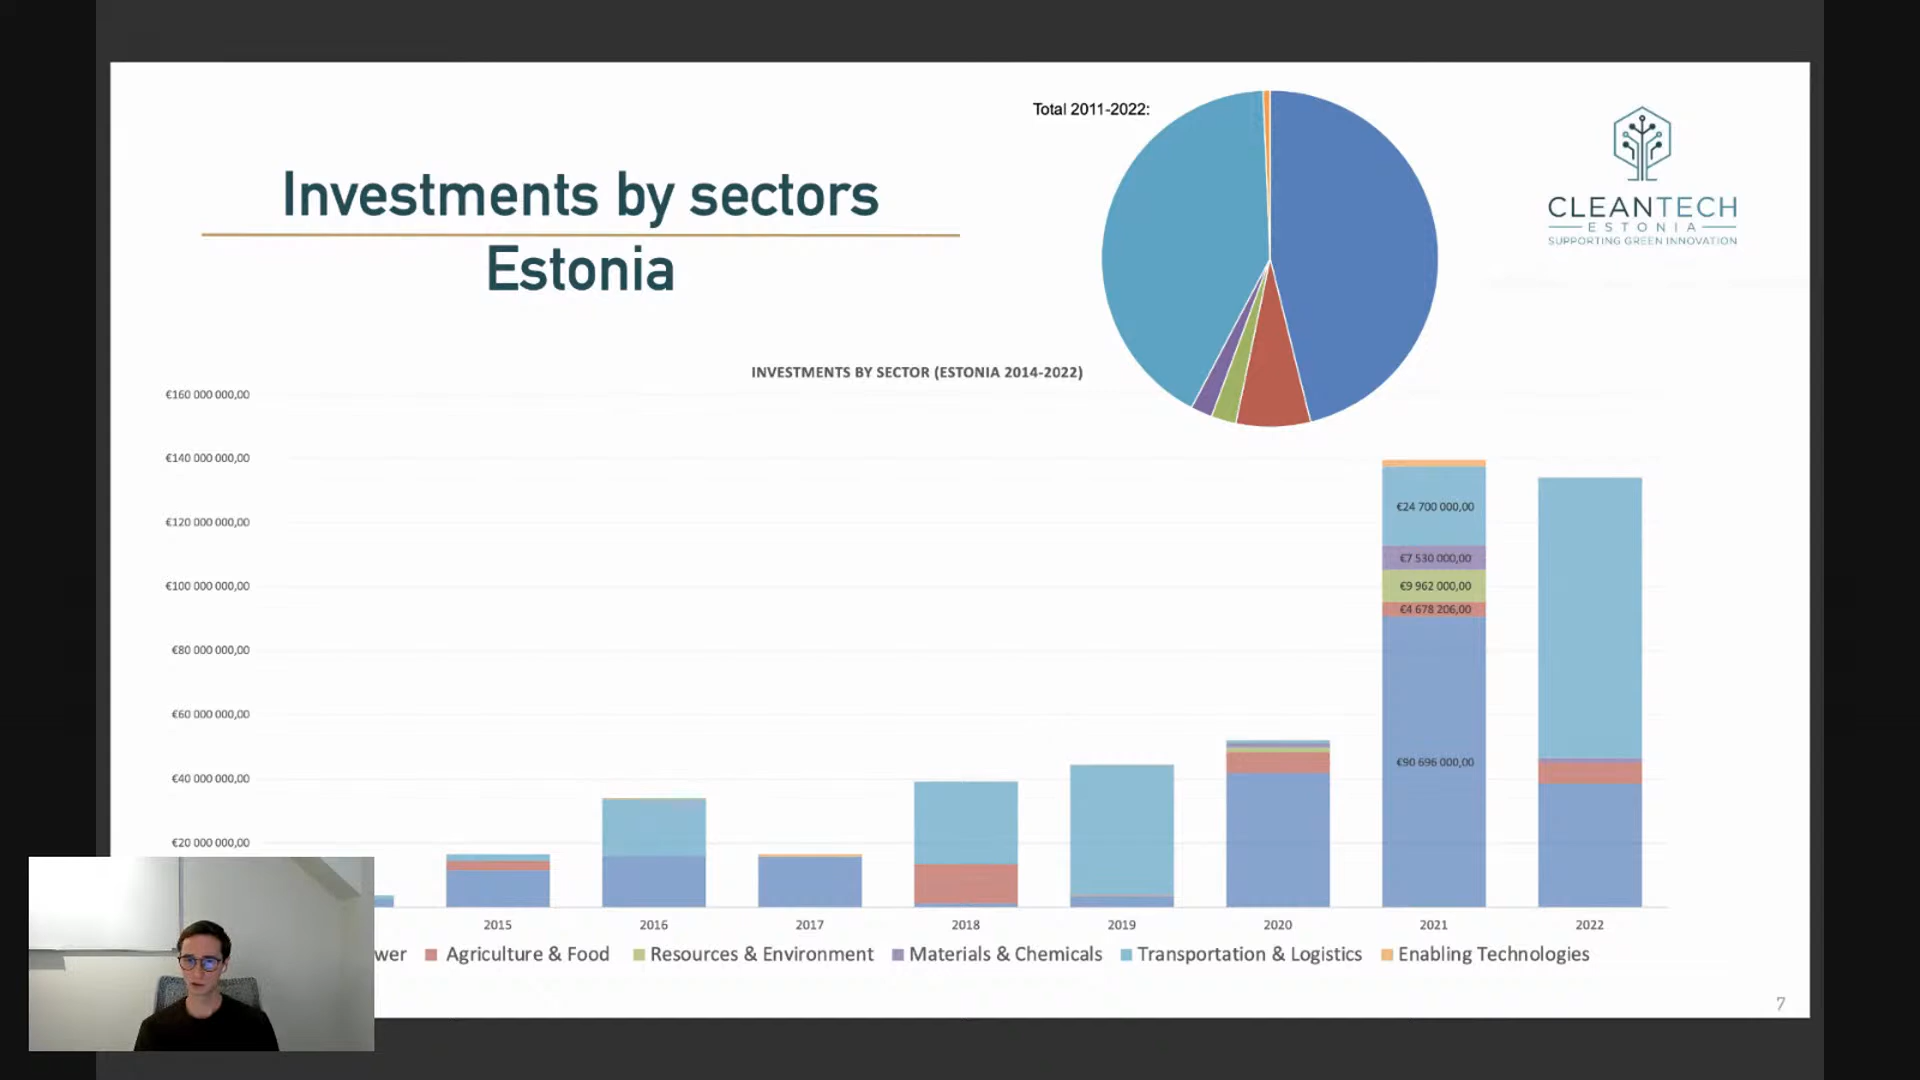 Total 2011-2022:
Investments by sectors
Estonia
CLEANTECH
ESTONIA
SUPPORTING GREEN INNOVATION
INVESTMENTS BY SECTOR (ESTONIA 2014-2022)
€160 000 000,00
€140 000 000,00
€120 000 000,00
€100 000 000,00
€80 000 000,00
€60 000 000,00
€40 000 000,00
€20 000 000,00
€24 700 000,00
€7 530 000,00
€9 962 000,00
€4 678 206,00
€90 696 000,00
2015 2016 2017 2018 2019 2020 2021 2022
wer Agriculture & Food Resources & Environment Materials & Chemicals Transportation & Logistics Enabling Technologies
7